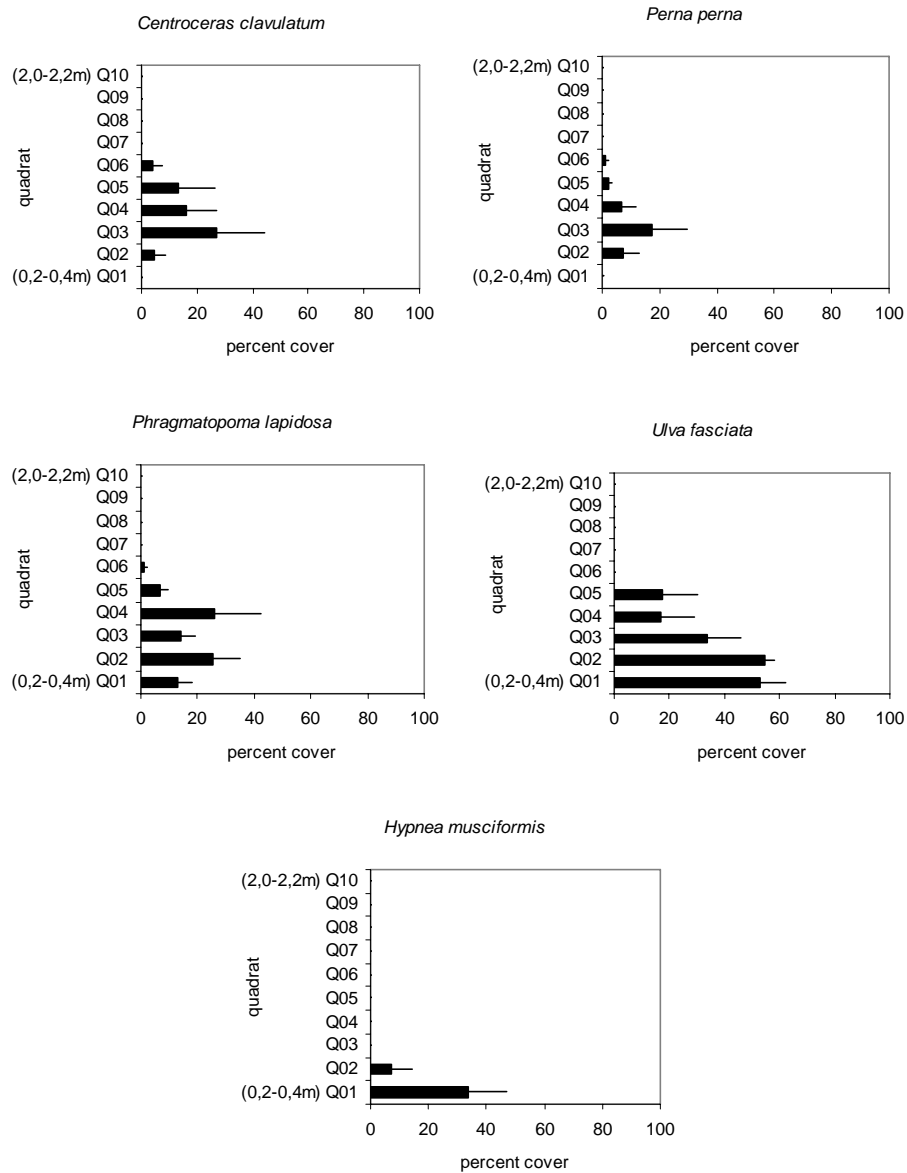 Centroceras clavulatum
(2,0-2,2m) Q10
Q09
Q08
Q07
Q06
Q05
Q04
Q03
Q02
(0,2-0,4m) Q01
quadrat
0 20 40 60 80 100
percent cover
Perna perna
(2,0-2,2m) Q10
Q09
Q08
Q07
Q06
Q05
Q04
Q03
Q02
(0,2-0,4m) Q01
quadrat
0 20 40 60 80 100
percent cover
Phragmatopoma lapidosa
(2,0-2,2m) Q10
Q09
Q08
Q07
Q06
Q05
Q04
Q03
Q02
(0,2-0,4m) Q01
quadrat
0 20 40 60 80 100
percent cover
Ulva fasciata
(2,0-2,2m) Q10
Q09
Q08
Q07
Q06
Q05
Q04
Q03
Q02
(0,2-0,4m) Q01
quadrat
0 20 40 60 80 100
percent cover
Hypnea musciformis
(2,0-2,2m) Q10
Q09
Q08
Q07
Q06
Q05
Q04
Q03
Q02
(0,2-0,4m) Q01
quadrat
0 20 40 60 80 100
percent cover